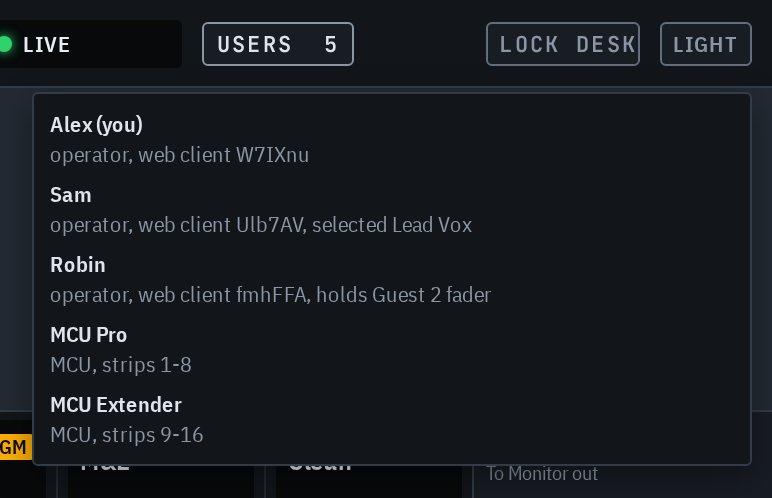 LIVE
USERS 5
LOCK DESK
LIGHT
Alex (you)
operator, web client W7IXnu
Sam
operator, web client Ulb7AV, selected Lead Vox
Robin
operator, web client fmhFFA, holds Guest 2 fader
MCU Pro
MCU, strips 1-8
MCU Extender
MCU, strips 9-16
GM
To Monitor out